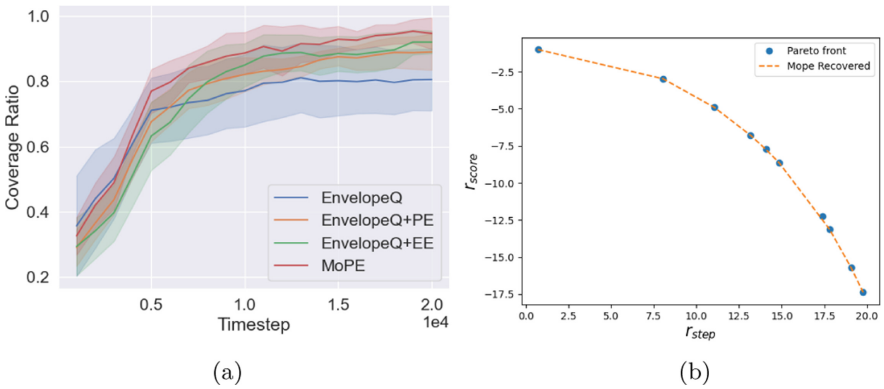 1.0
0.8
0.6
0.4
0.2
Coverage Ratio
EnvelopeQ
EnvelopeQ+PE
EnvelopeQ+EE
MoPE
0.5 1.0 1.5 2.0
1e4
Timestep
(a)
Pareto front
Mope Recovered
−2.5
−5.0
−7.5
−10.0
−12.5
−15.0
−17.5
r_score
0.0 2.5 5.0 7.5 10.0 12.5 15.0 17.5 20.0
r_step
(b)